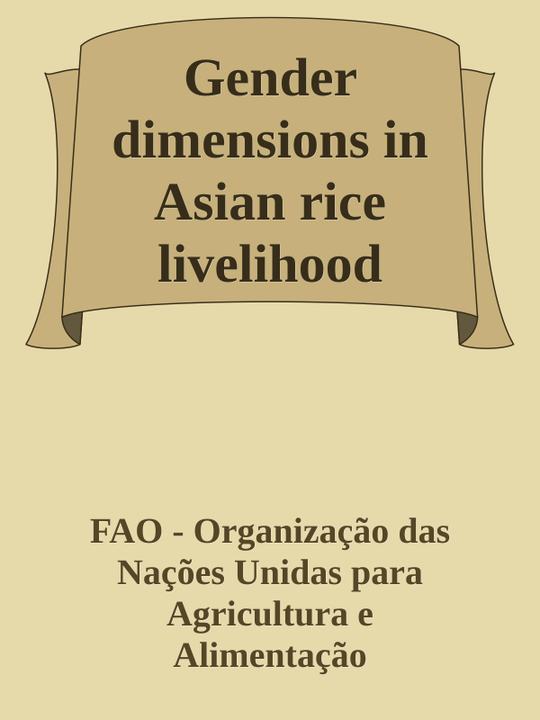 Gender
dimensions in
Asian rice
livelihood
FAO - Organização das
Nações Unidas para
Agricultura e
Alimentação